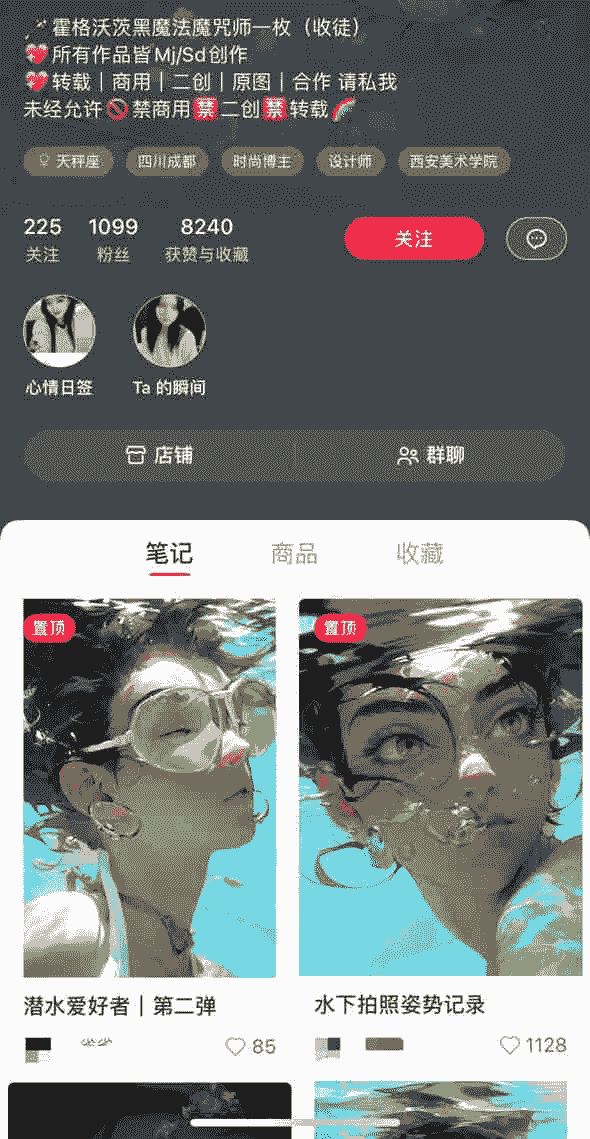 霍格沃茨黑魔法魔咒师一枚（收徒）
💖所有作品皆Mj/Sd创作
💖转载｜商用｜二创｜原图｜合作 请私我
未经允许🚫禁商用🈲二创🈲转载🌈
天秤座 四川成都 时尚博主 设计师 西安美术学院
225 1099 8240
关注 粉丝 获赞与收藏
关注
心情日签 Ta 的瞬间
店铺 群聊
笔记 商品 收藏
置顶 置顶
潜水爱好者｜第二弹 水下拍照姿势记录
85 1128